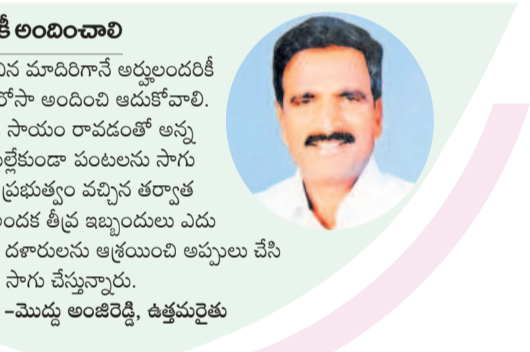 కీ అందించాలి
చిన మాదిరిగానే అర్హులందరికీ
రోసా అందించి ఆదుకోవాలి.
సాయం రావడంతో అన్న
ల్లేకుండా పంటలను సాగు
ప్రభుత్వం వచ్చిన తర్వాత
ందక తీవ్ర ఇబ్బందులు ఎదు
దళారులను ఆశ్రయించి అప్పులు చేసి
సాగు చేస్తున్నారు.
-మొద్దు అంజిరెడ్డి, ఉత్తమరైతు